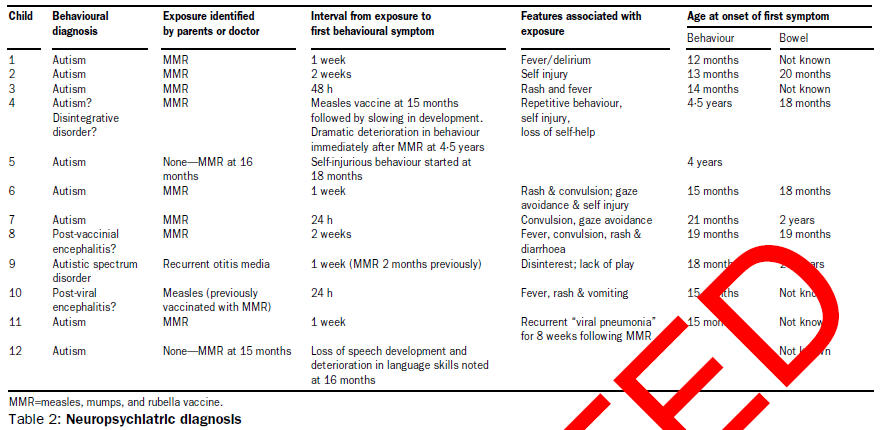 Child Behavioural Exposure identified Interval from exposure to Features associated with Age at onset of first symptom
diagnosis by parents or doctor first behavioural symptom exposure
Behaviour Bowel
1 Autism MMR 1 week Fever/delirium 12 months Not known
2 Autism MMR 2 weeks Self injury 13 months 20 months
3 Autism MMR 48 h Rash and fever 14 months Not known
4 Autism? MMR Measles vaccine at 15 months Repetitive behaviour, 4·5 years 18 months
Disintegrative followed by slowing in development. self injury,
disorder? Dramatic deterioration in behaviour loss of self-help
immediately after MMR at 4·5 years
5 Autism None—MMR at 16 Self-injurious behaviour started at 4 years
months 18 months
6 Autism MMR 1 week Rash & convulsion; gaze 15 months 18 months
avoidance & self injury
7 Autism MMR 24 h Convulsion, gaze avoidance 21 months 2 years
8 Post-vaccinial MMR 2 weeks Fever, convulsion, rash & 19 months 19 months
encephalitis? diarrhoea
9 Autistic spectrum Recurrent otitis media 1 week (MMR 2 months previously) Disinterest; lack of play 18 months
disorder
10 Post-viral Measles (previously 24 h Fever, rash & vomiting 15 Not
encephalitis? vaccinated with MMR)
11 Autism MMR 1 week Recurrent "viral pneumonia" 15 Not
for 8 weeks following MMR
12 Autism None—MMR at 15 months Loss of speech development and Not
deterioration in language skills noted
at 16 months
MMR=measles, mumps, and rubella vaccine.
Table 2: Neuropsychiatric diagnosis
ED